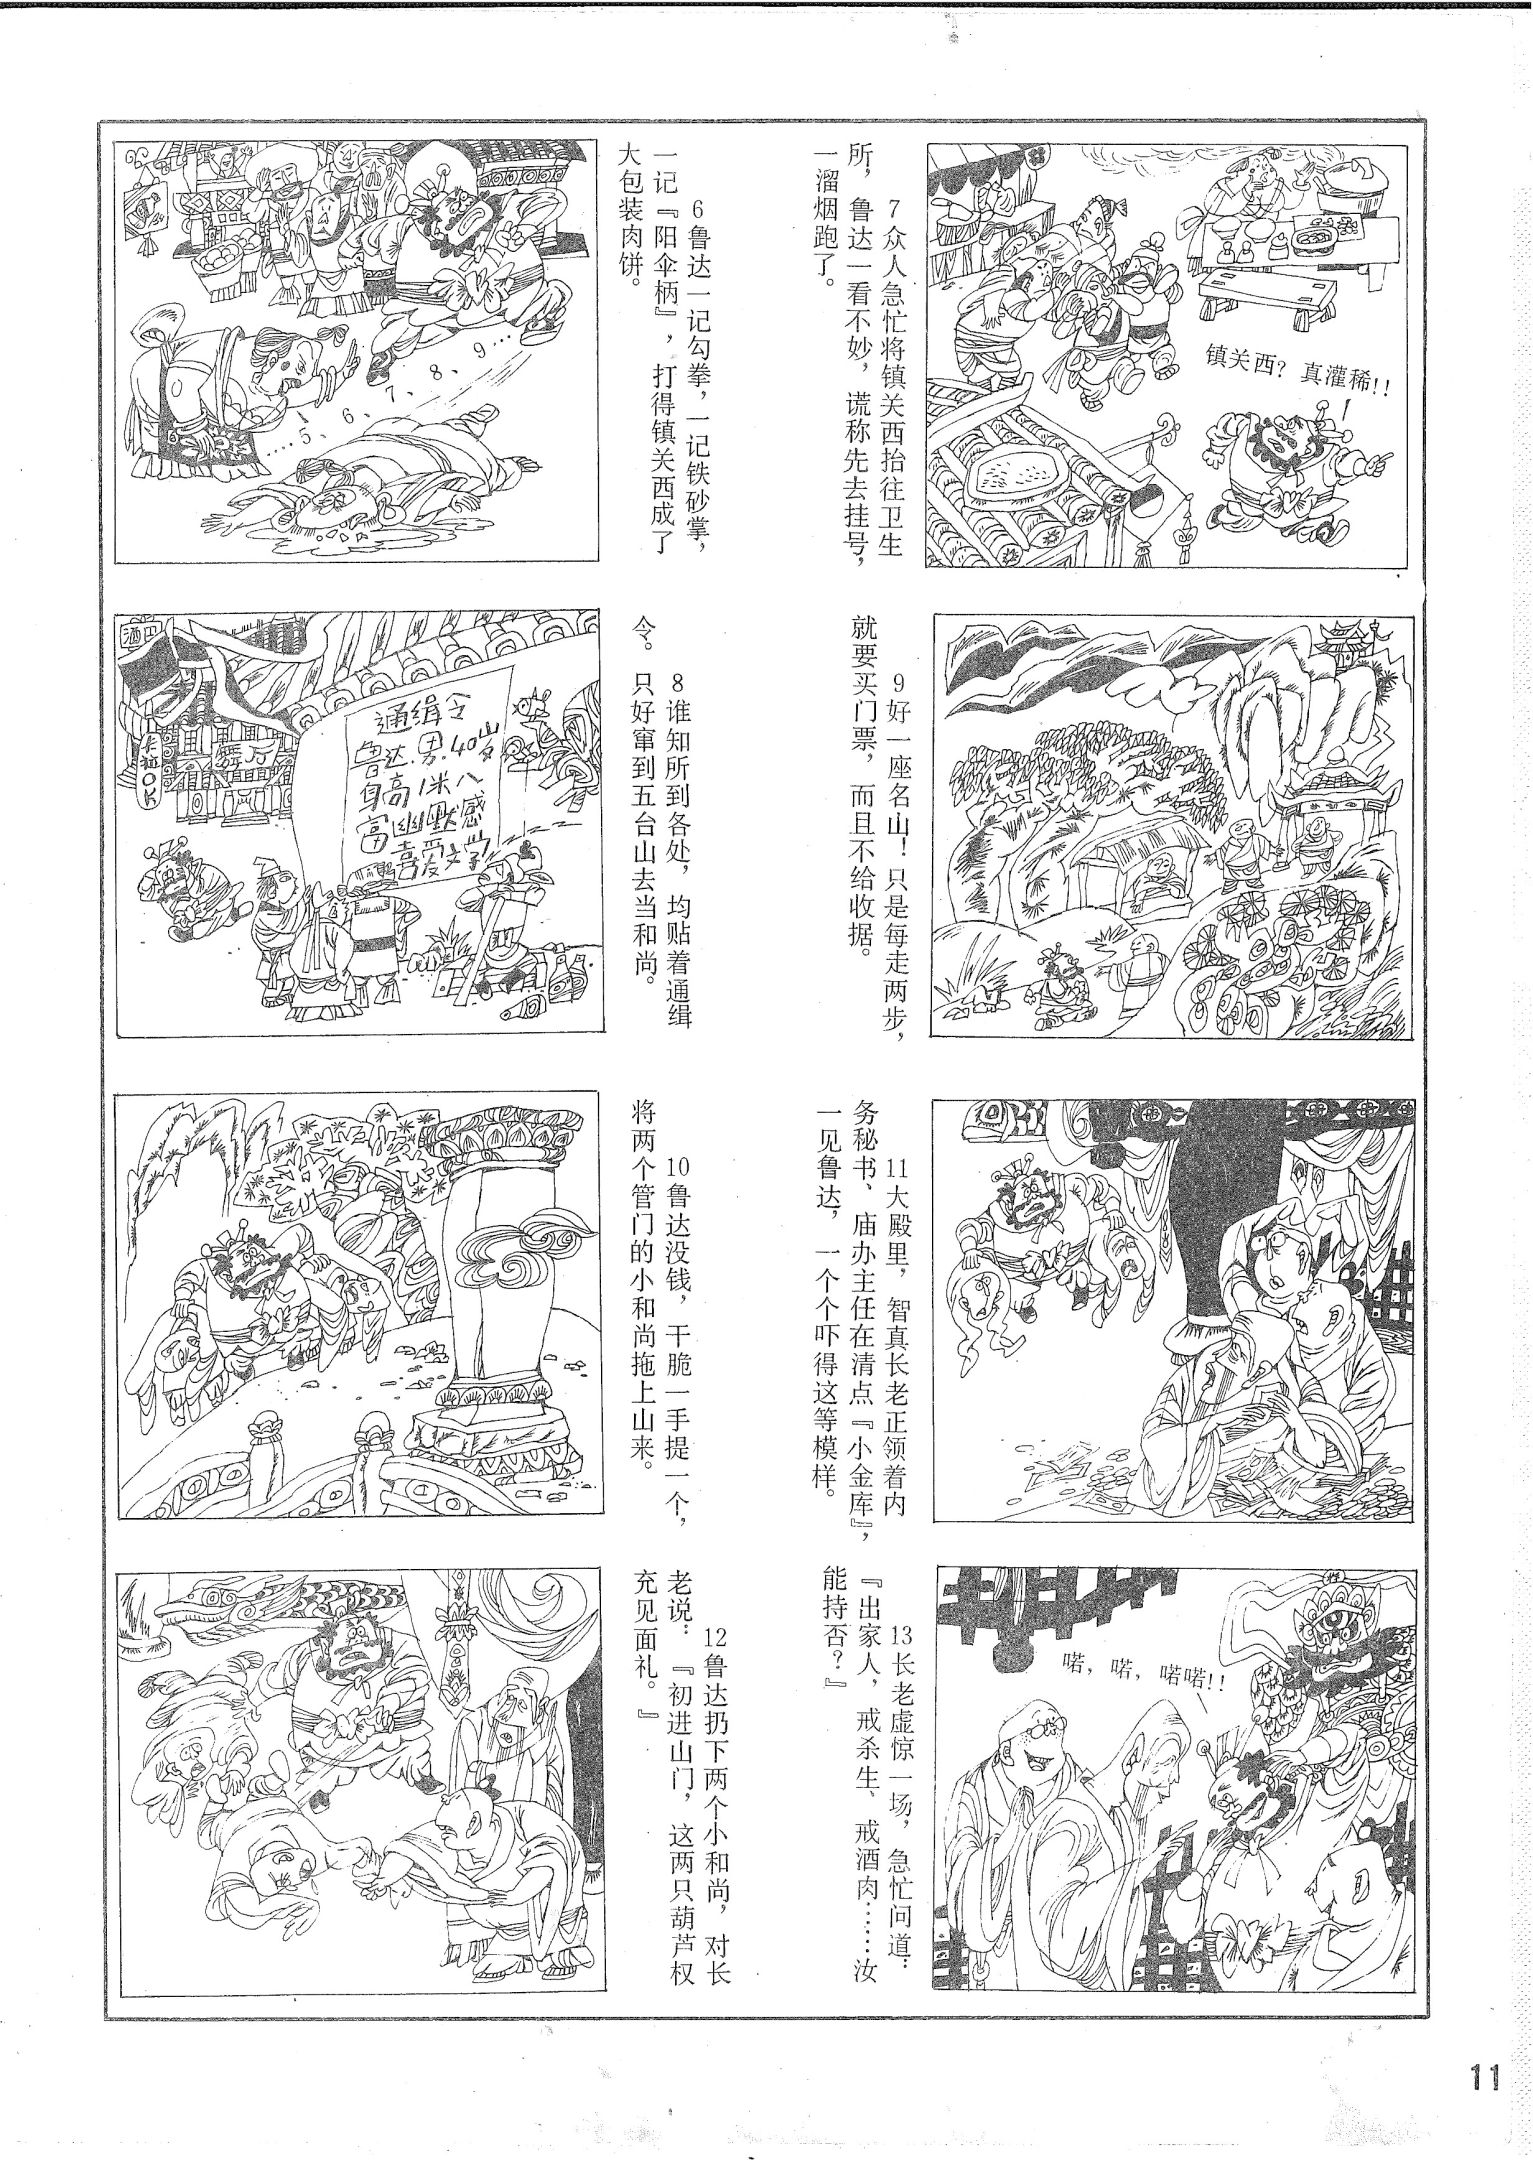 6鲁达一记勾拳，一记铁砂掌，
一记『阳伞柄』，打得镇关西成了
大包装肉饼。
…5、6、7、8、9…
7众人急忙将镇关西抬往卫生
所，鲁达一看不妙，谎称先去挂号，
一溜烟跑了。
镇关西？真灌稀！！
8谁知所到各处，均贴着通缉
令。只好窜到五台山去当和尚。
酒巴
卡拉OK
舞厅
通缉令
鲁达.男.40岁
身高1米八
富幽默感
喜爱文学
9好一座名山！只是每走两步，
就要买门票，而且不给收据。
10鲁达没钱，干脆一手提一个，
将两个管门的小和尚拖上山来。
11大殿里，智真长老正领着内
务秘书、庙办主任在清点『小金库』，
一见鲁达，一个个吓得这等模样。
12鲁达扔下两个小和尚，对长
老说：『初进山门，这两只葫芦权
充见面礼。』
13长老虚惊一场，急忙问道：
『出家人，戒杀生、戒酒肉……汝
能持否？』
喏，喏，喏喏！！
11